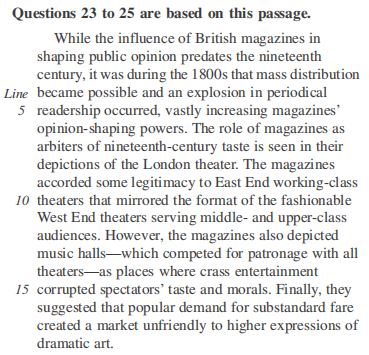 Questions 23 to 25 are based on this passage.
While the influence of British magazines in
shaping public opinion predates the nineteenth
century, it was during the 1800s that mass distribution
Line became possible and an explosion in periodical
5 readership occurred, vastly increasing magazines'
opinion-shaping powers. The role of magazines as
arbiters of nineteenth-century taste is seen in their
depictions of the London theater. The magazines
accorded some legitimacy to East End working-class
10 theaters that mirrored the format of the fashionable
West End theaters serving middle- and upper-class
audiences. However, the magazines also depicted
music halls—which competed for patronage with all
theaters—as places where crass entertainment
15 corrupted spectators' taste and morals. Finally, they
suggested that popular demand for substandard fare
created a market unfriendly to higher expressions of
dramatic art.